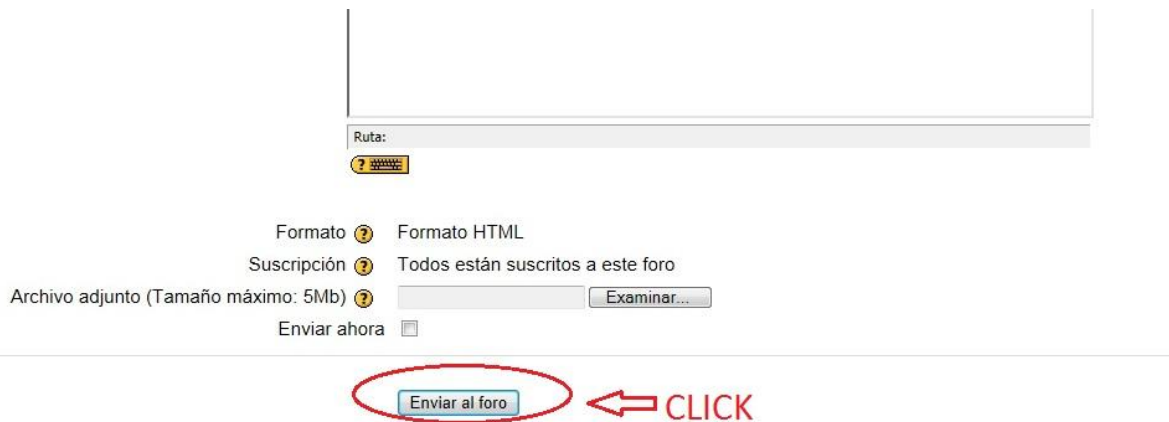 Ruta:
?
Formato ? Formato HTML
Suscripción ? Todos están suscritos a este foro
Archivo adjunto (Tamaño máximo: 5Mb) ? Examinar...
Enviar ahora
Enviar al foro CLICK